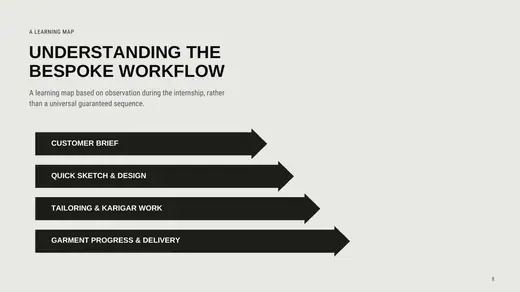 A LEARNING MAP
UNDERSTANDING THE
BESPOKE WORKFLOW
A learning map based on observation during the internship, rather
than a universal guaranteed sequence.
CUSTOMER BRIEF
QUICK SKETCH & DESIGN
TAILORING & KARIGAR WORK
GARMENT PROGRESS & DELIVERY